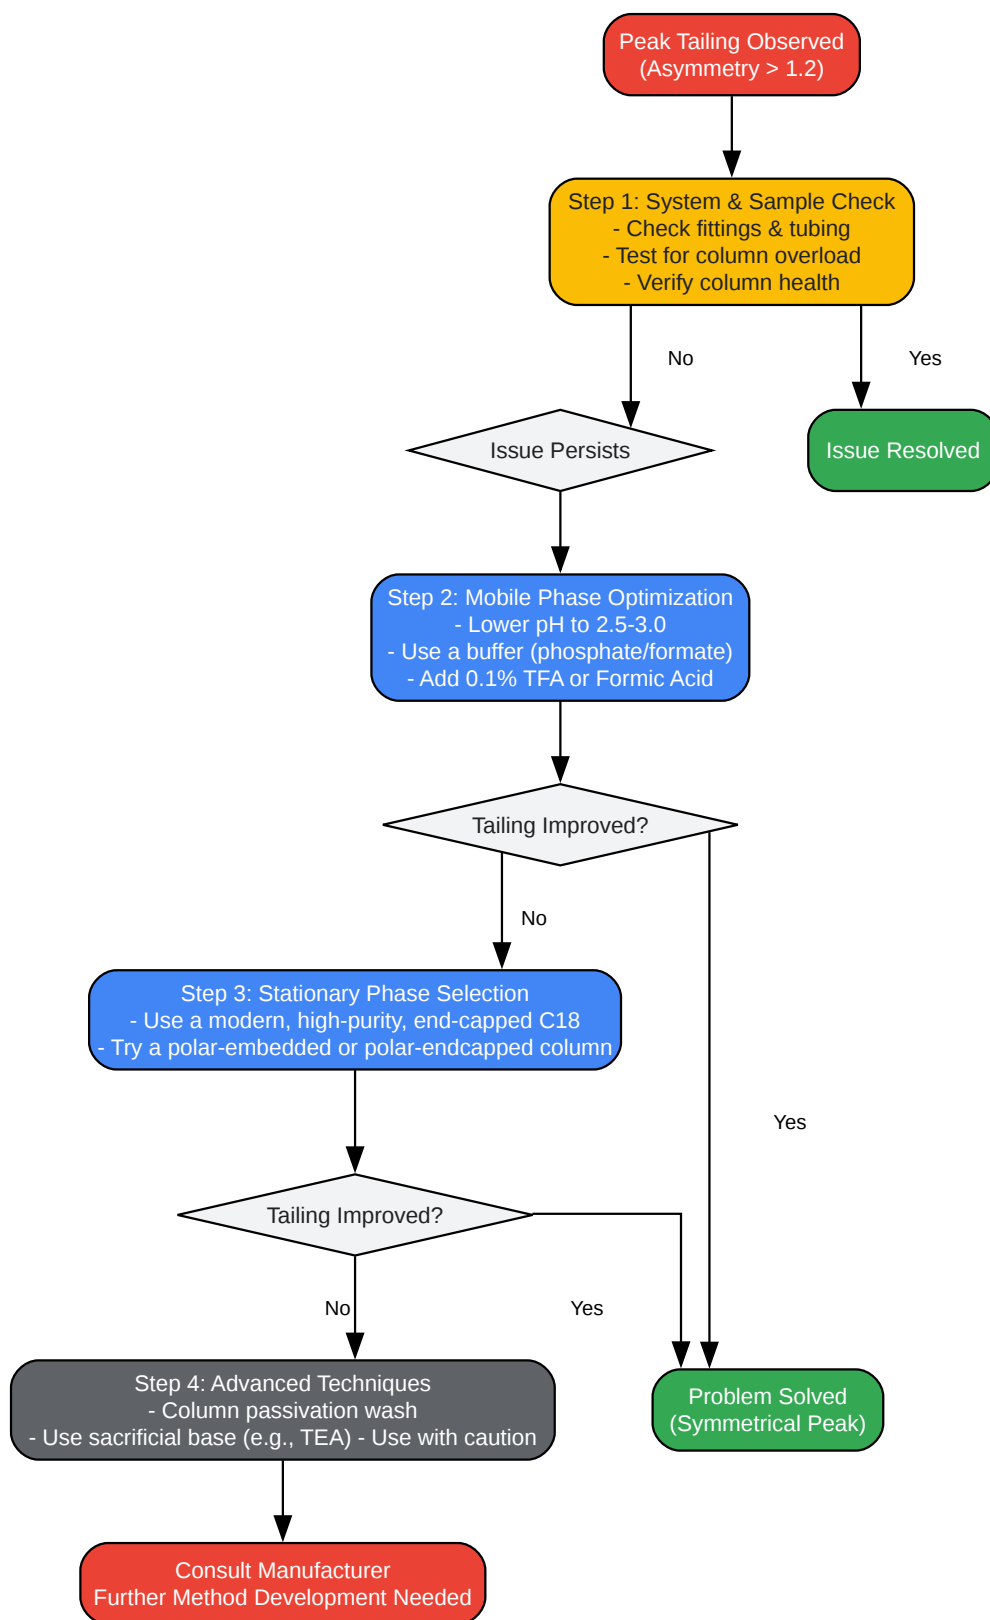 Peak Tailing Observed
(Asymmetry > 1.2)
Step 1: System & Sample Check
- Check fittings & tubing
- Test for column overload
- Verify column health
No
Yes
Issue Persists
Issue Resolved
Step 2: Mobile Phase Optimization
- Lower pH to 2.5-3.0
- Use a buffer (phosphate/formate)
- Add 0.1% TFA or Formic Acid
Tailing Improved?
No
Step 3: Stationary Phase Selection
- Use a modern, high-purity, end-capped C18
- Try a polar-embedded or polar-endcapped column
Yes
Tailing Improved?
No
Yes
Step 4: Advanced Techniques
- Column passivation wash
- Use sacrificial base (e.g., TEA) - Use with caution
Problem Solved
(Symmetrical Peak)
Consult Manufacturer
Further Method Development Needed